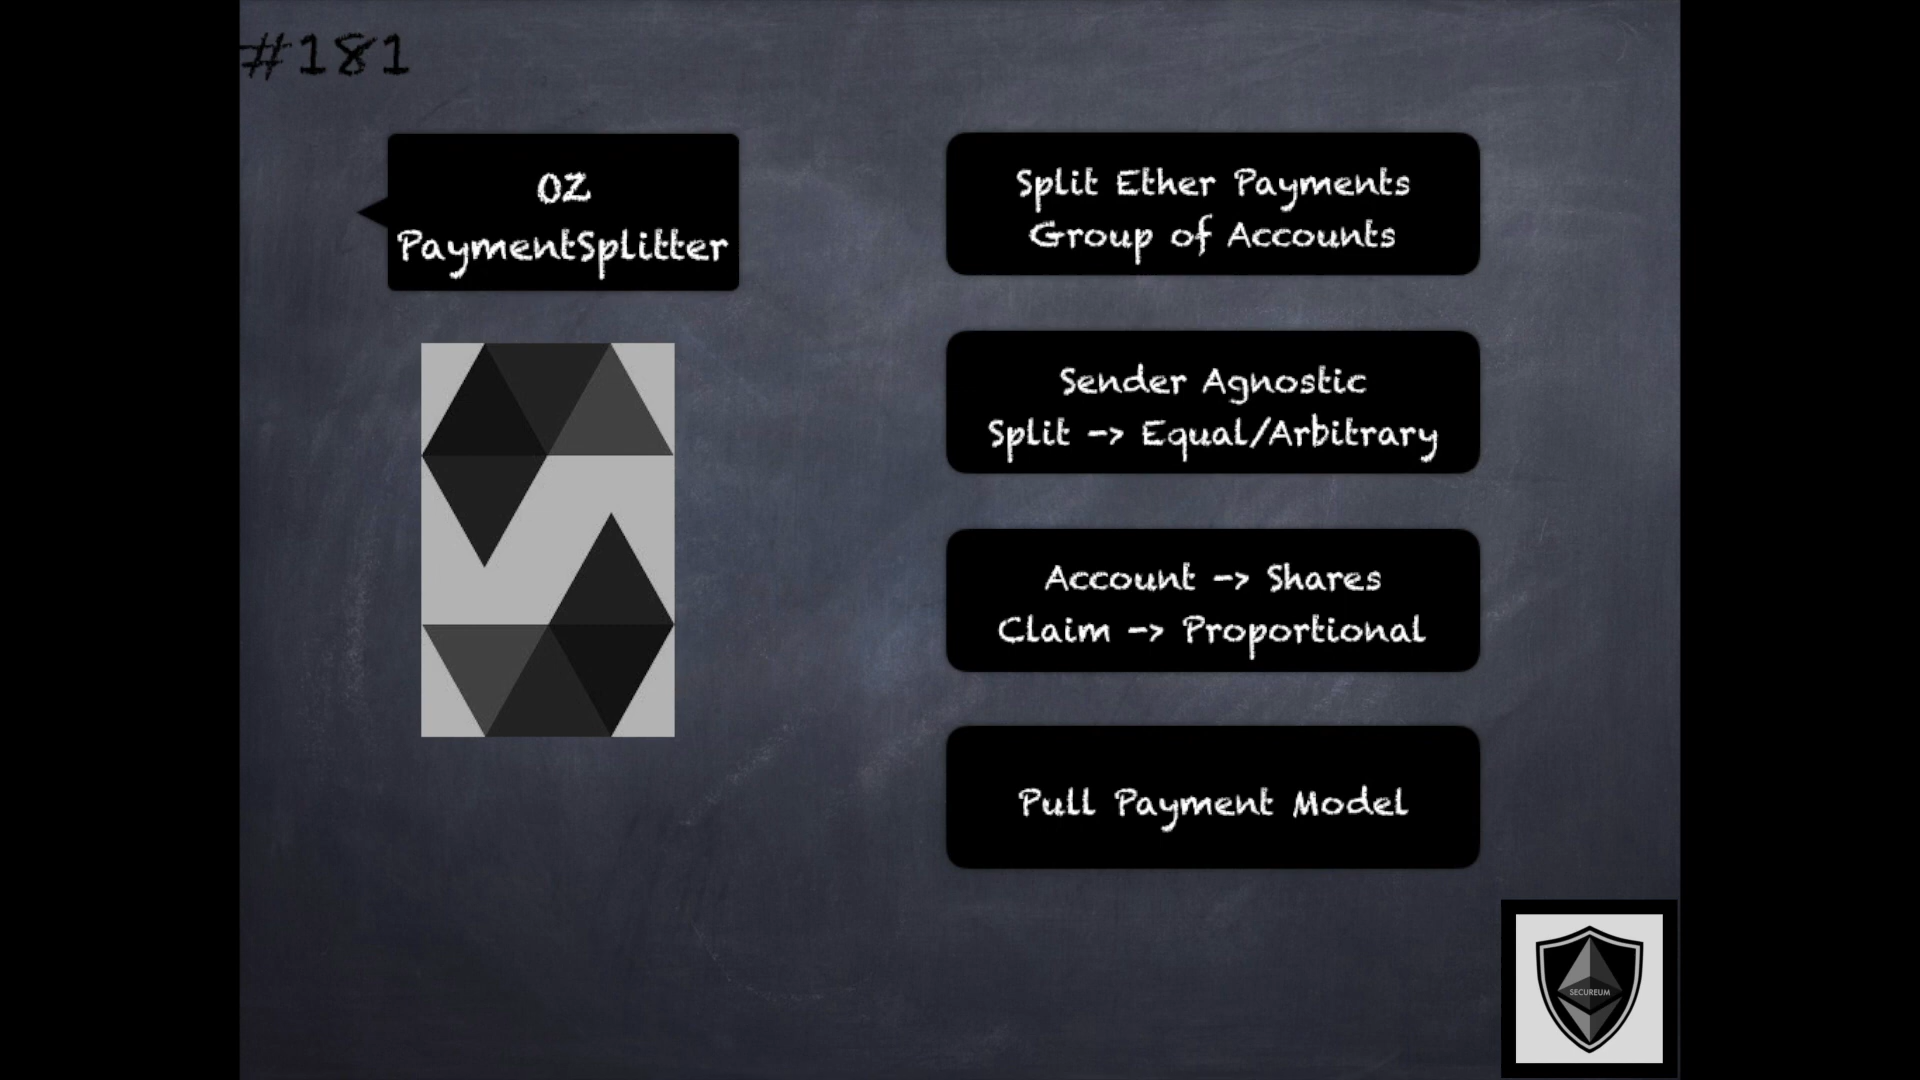 #181
OZ
PaymentSplitter
Split Ether Payments
Group of Accounts
Sender Agnostic
Split -> Equal/Arbitrary
Account -> Shares
Claim -> Proportional
Pull Payment Model
SECUREUM